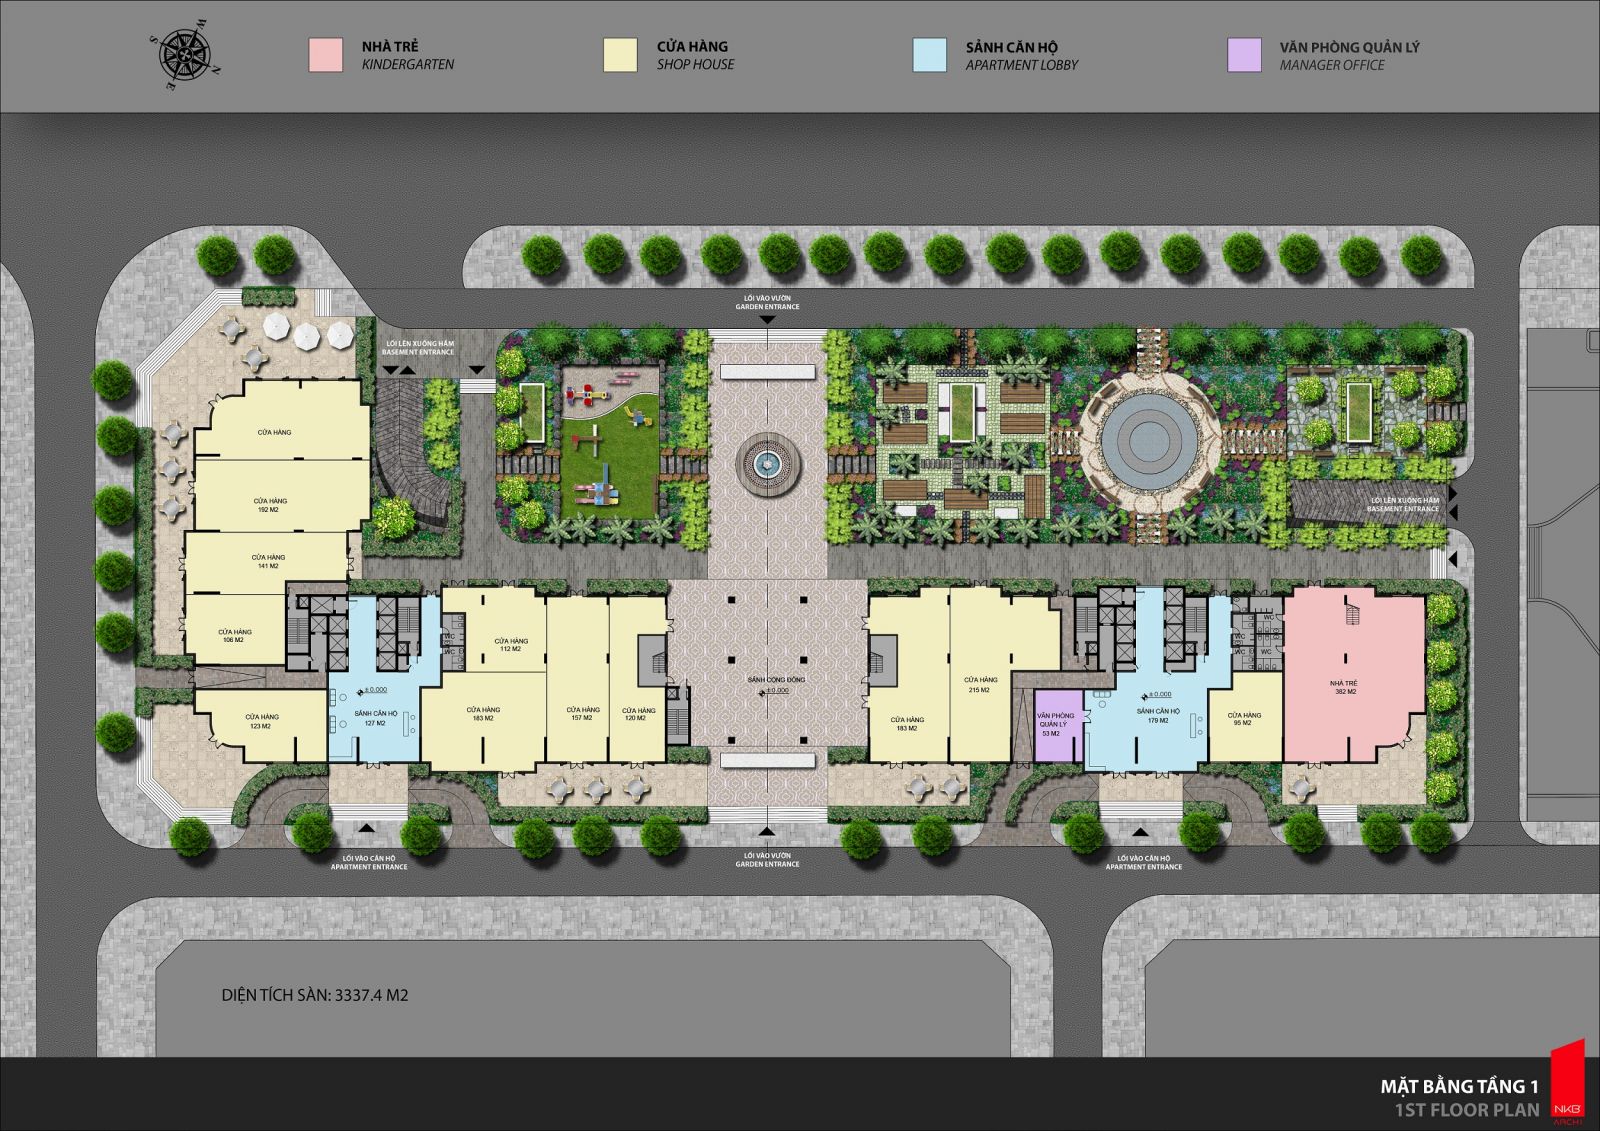 W
S
N
E
NHÀ TRẺ
KINDERGARTEN
CỬA HÀNG
SHOP HOUSE
SẢNH CĂN HỘ
APARTMENT LOBBY
VĂN PHÒNG QUẢN LÝ
MANAGER OFFICE
LỐI VÀO VƯỜN
GARDEN ENTRANCE
LỐI LÊN XUỐNG HẦM
BASEMENT ENTRANCE
LỐI LÊN XUỐNG HẦM
BASEMENT ENTRANCE
CỬA HÀNG
CỬA HÀNG
192 M2
CỬA HÀNG
141 M2
CỬA HÀNG
106 M2
CỬA HÀNG
123 M2
±0.000
SẢNH CĂN HỘ
127 M2
WC
WC
CỬA HÀNG
112 M2
CỬA HÀNG
183 M2
CỬA HÀNG
157 M2
CỬA HÀNG
120 M2
SẢNH CỘNG ĐỒNG
±0.000
CỬA HÀNG
183 M2
CỬA HÀNG
215 M2
VĂN PHÒNG
QUẢN LÝ
53 M2
±0.000
SẢNH CĂN HỘ
179 M2
WC
WC
WC
WC
CỬA HÀNG
95 M2
NHÀ TRẺ
382 M2
LỐI VÀO CĂN HỘ
APARTMENT ENTRANCE
LỐI VÀO VƯỜN
GARDEN ENTRANCE
LỐI VÀO CĂN HỘ
APARTMENT ENTRANCE
DIỆN TÍCH SÀN: 3337.4 M2
MẶT BẰNG TẦNG 1
1ST FLOOR PLAN
NKB
ARCHI